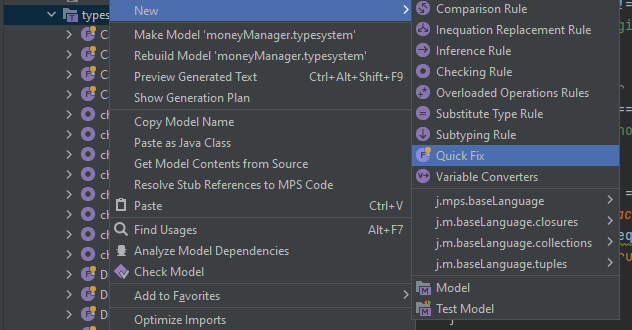 types
C
C
C
C
ch
ch
ch
ch
ch
ch
ch
D
D
D
New
Make Model 'moneyManager.typesystem'
Rebuild Model 'moneyManager.typesystem'
Preview Generated Text Ctrl+Alt+Shift+F9
Show Generation Plan
Copy Model Name
Paste as Java Class
Get Model Contents from Source
Resolve Stub References to MPS Code
Paste Ctrl+V
Find Usages Alt+F7
Analyze Model Dependencies
Check Model
Add to Favorites
Optimize Imports
Comparison Rule
Inequation Replacement Rule
Inference Rule
Checking Rule
Overloaded Operations Rules
Substitute Type Rule
Subtyping Rule
Quick Fix
Variable Converters
j.mps.baseLanguage
j.m.baseLanguage.closures
j.m.baseLanguage.collections
j.m.baseLanguage.tuples
Model
Test Model